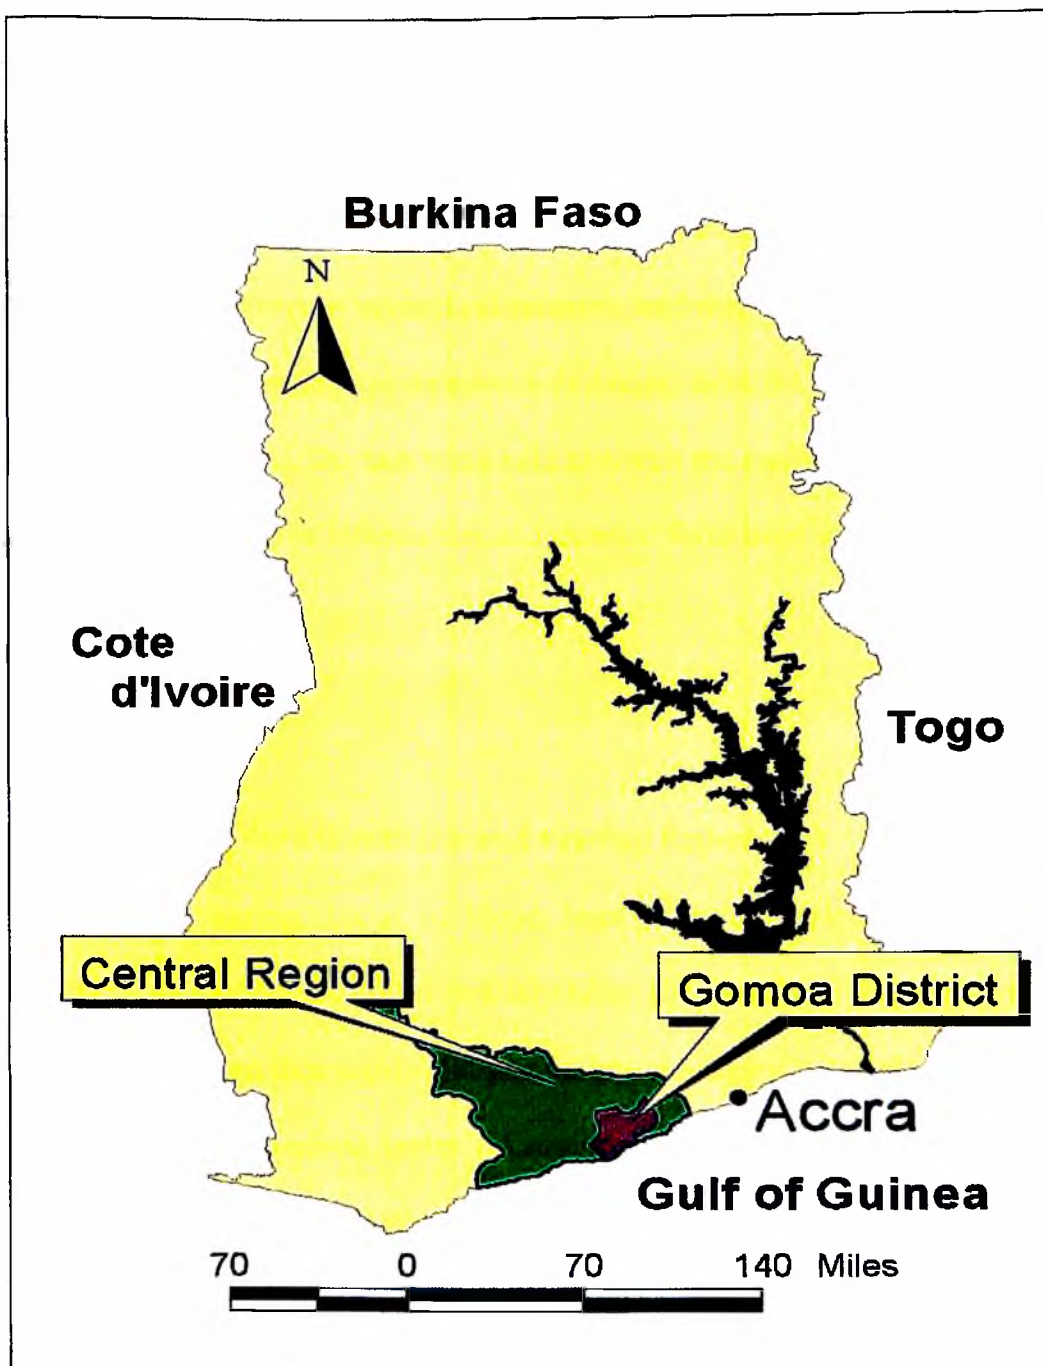 Burkina Faso
N
Cote
d'Ivoire
Togo
Central Region
Gomoa District
Accra
Gulf of Guinea
70 0 70 140 Miles